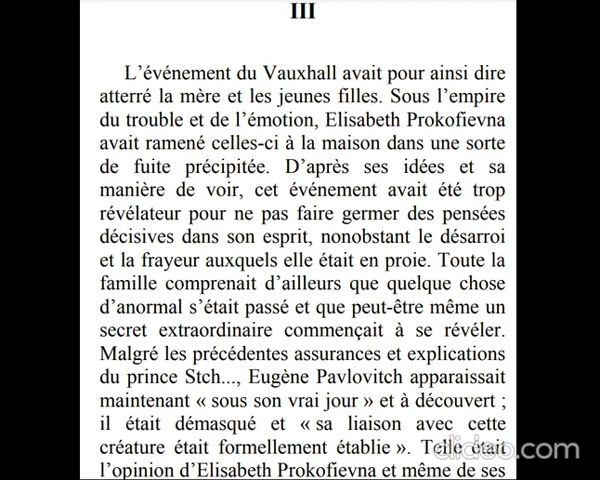 III
L’événement du Vauxhall avait pour ainsi dire
atterré la mère et les jeunes filles. Sous l’empire
du trouble et de l’émotion, Elisabeth Prokofievna
avait ramené celles-ci à la maison dans une sorte
de fuite précipitée. D’après ses idées et sa
manière de voir, cet événement avait été trop
révélateur pour ne pas faire germer des pensées
décisives dans son esprit, nonobstant le désarroi
et la frayeur auxquels elle était en proie. Toute la
famille comprenait d’ailleurs que quelque chose
d’anormal s’était passé et que peut-être même un
secret extraordinaire commençait à se révéler.
Malgré les précédentes assurances et explications
du prince Stch..., Eugène Pavlovitch apparaissait
maintenant « sous son vrai jour » et à découvert ;
il était démasqué et « sa liaison avec cette
créature était formellement établie ». Telle était
l’opinion d’Elisabeth Prokofievna et même de ses
clideo.com